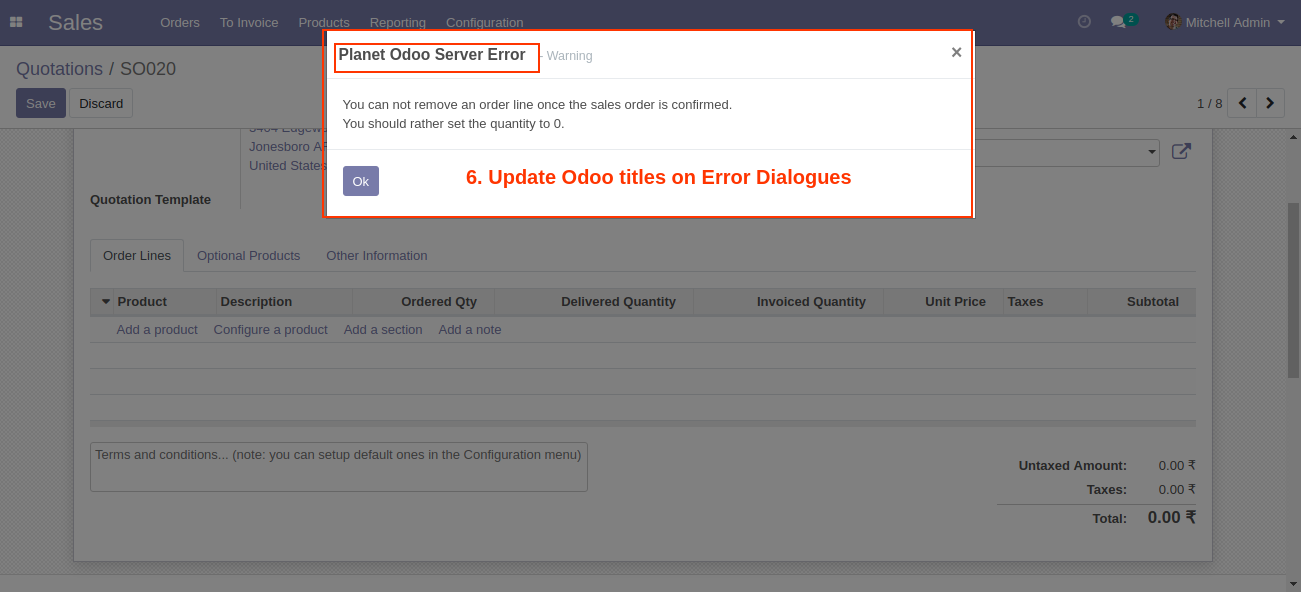 Sales
Orders To Invoice Products Reporting Configuration
2 Mitchell Admin
Planet Odoo Server Error - Warning ×
Quotations / SO020
Save Discard
1 / 8
You can not remove an order line once the sales order is confirmed.
You should rather set the quantity to 0.
Jonesboro
United States
Ok
6. Update Odoo titles on Error Dialogues
Quotation Template
Order Lines Optional Products Other Information
Product Description Ordered Qty Delivered Quantity Invoiced Quantity Unit Price Taxes Subtotal
Add a product Configure a product Add a section Add a note
Terms and conditions... (note: you can setup default ones in the Configuration menu)
Untaxed Amount: 0.00 ₹
Taxes: 0.00 ₹
Total: 0.00 ₹